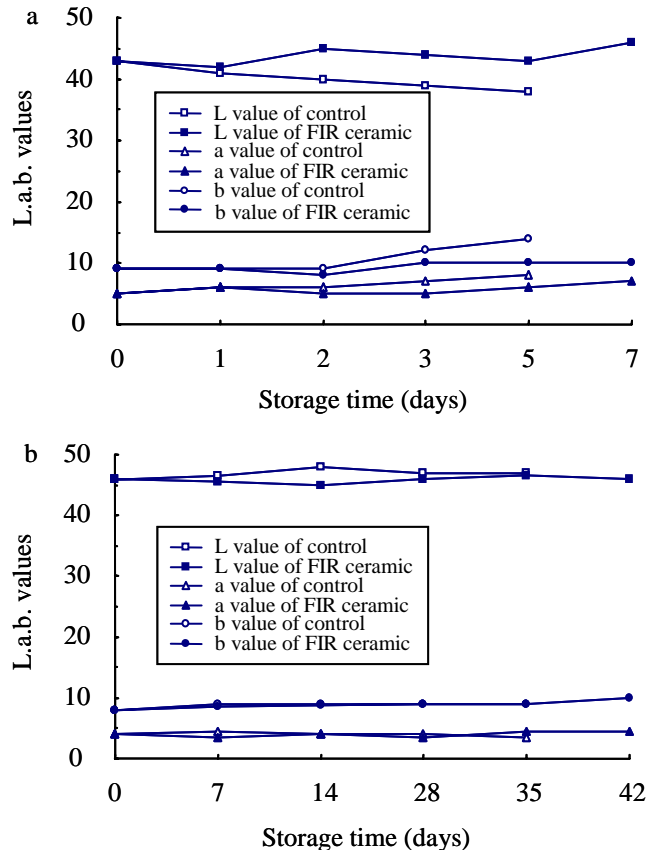 a
50
40
30
20
10
0
L.a.b. values
L value of control
L value of FIR ceramic
a value of control
a value of FIR ceramic
b value of control
b value of FIR ceramic
0 1 2 3 5 7
Storage time (days)
b
50
40
30
20
10
0
L.a.b. values
L value of control
L value of FIR ceramic
a value of control
a value of FIR ceramic
b value of control
b value of FIR ceramic
0 7 14 28 35 42
Storage time (days)